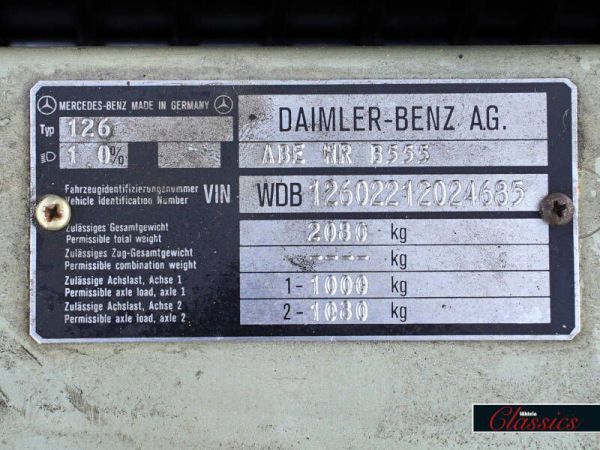 MERCEDES-BENZ MADE IN GERMANY
Typ 126
1.0%
DAIMLER-BENZ AG.
ABE NR B555
Fahrzeugidentifizierungsnummer
Vehicle Identification Number
VIN WDB 12602212024685
Zulässiges Gesamtgewicht
Permissible total weight
2080 kg
Zulässiges Zug-Gesamtgewicht
Permissible combination weight
---- kg
Zulässige Achslast, Achse 1
Permissible axle load, axle 1
1-1000 kg
Zulässige Achslast, Achse 2
Permissible axle load, axle 2
2-1080 kg
Classics